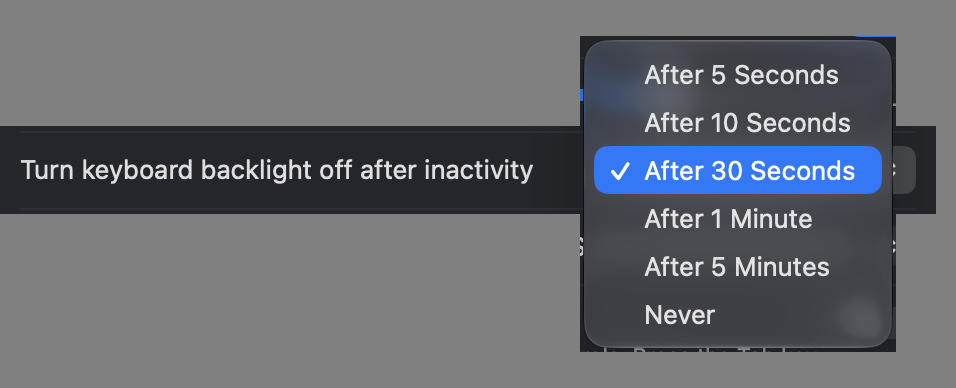 Turn keyboard backlight off after inactivity
After 5 Seconds
After 10 Seconds
✓ After 30 Seconds
After 1 Minute
After 5 Minutes
Never